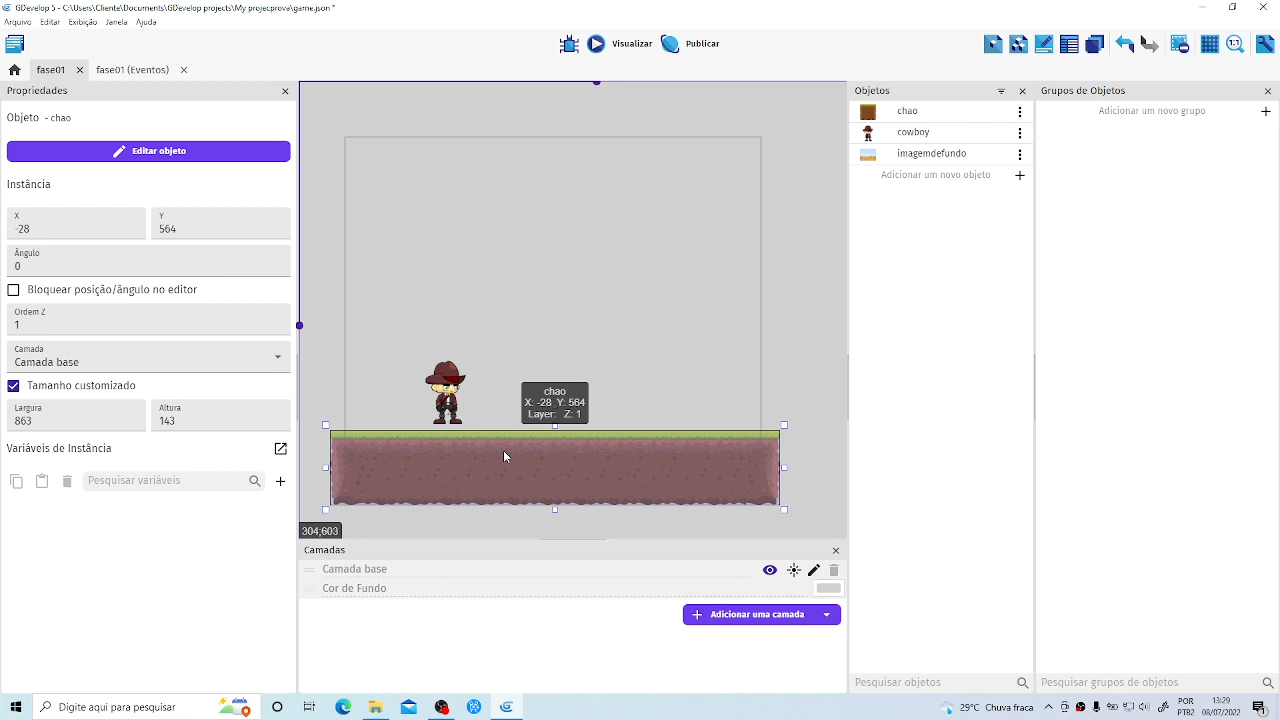 GDevelop 5 - C:\Users\Client\Documents\GDevelop projects\My projecprova\game.json *
Arquivo Editar Exibição Janela Ajuda
Visualizar Publicar
fase01 fase01 (Eventos)
Propriedades
Objeto - chao
Editar objeto
Instância
X
-28
Y
564
Ângulo
0
Bloquear posição/ângulo no editor
Ordem Z
1
Camada
Camada base
Tamanho customizado
Largura
863
Altura
143
Variáveis de Instância
Pesquisar variáveis
chao
X: -28 Y: 564
Layer: Z: 1
304;603
Camadas
Camada base
Cor de Fundo
Adicionar uma camada
Objetos
chao
cowboy
imagemdefundo
Adicionar um novo objeto
Pesquisar objetos
Grupos de Objetos
Adicionar um novo grupo
Pesquisar grupos de objetos
1:1
Digite aqui para pesquisar
29°C Chuva fraca
POR
PTB2
13:29
08/07/2022
1